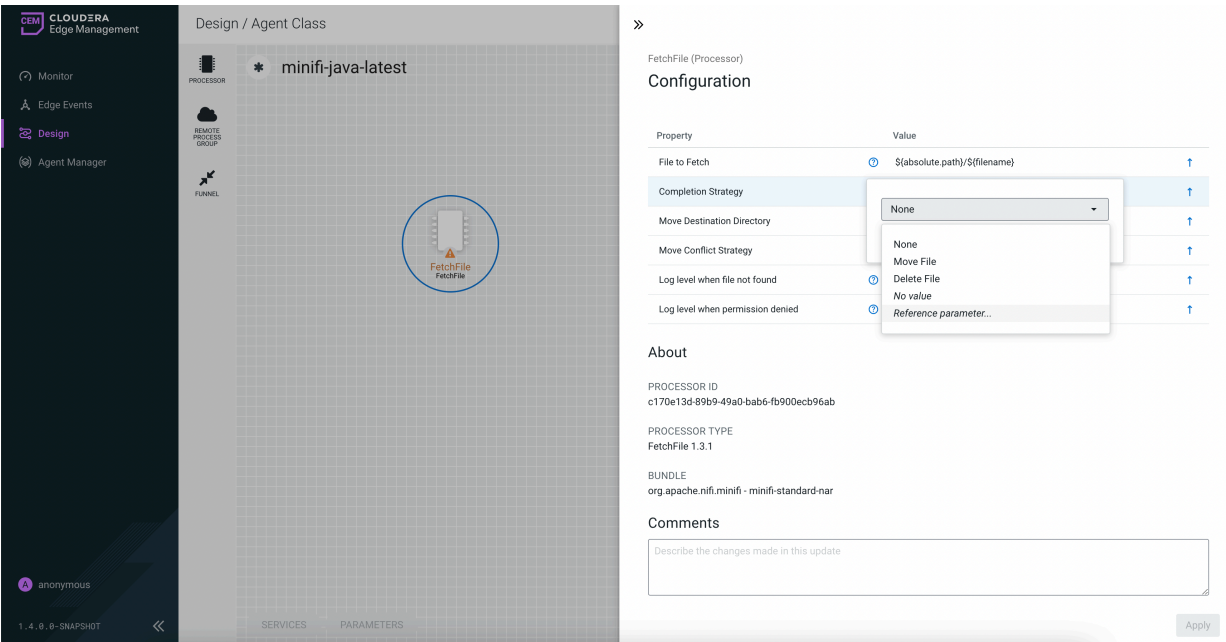 CEM CLOUDERA
Edge Management
Monitor
Edge Events
Design
Agent Manager
A anonymous
1.4.0.0-SNAPSHOT
Design / Agent Class
PROCESSOR
REMOTE
PROCESS
GROUP
FUNNEL
minifi-java-latest
FetchFile
FetchFile
SERVICES PARAMETERS
FetchFile (Processor)
Configuration
Property Value
File to Fetch ${absolute.path}/${filename}
Completion Strategy
None
Move Destination Directory
None
Move Conflict Strategy
Move File
Log level when file not found
Delete File
No value
Log level when permission denied
Reference parameter...
About
PROCESSOR ID
c170e13d-89b9-49a0-bab6-fb900ecb96ab
PROCESSOR TYPE
FetchFile 1.3.1
BUNDLE
org.apache.nifi.minifi - minifi-standard-nar
Comments
Describe the changes made in this update
Apply